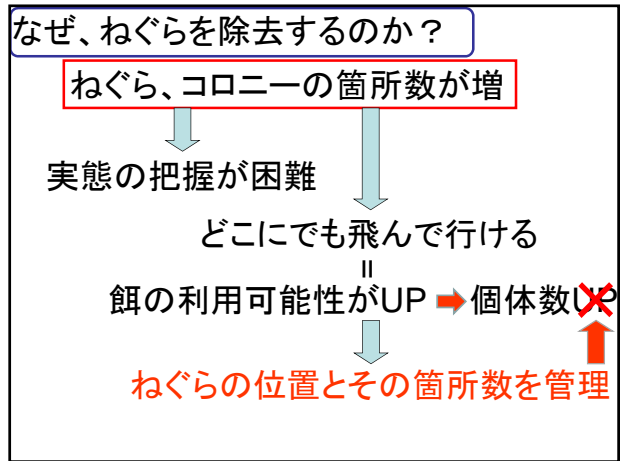 なぜ、ねぐらを除去するのか？
ねぐら、コロニーの箇所数が増
実態の把握が困難
どこにでも飛んで行ける
=
餌の利用可能性がUP 個体数UP
ねぐらの位置とその箇所数を管理